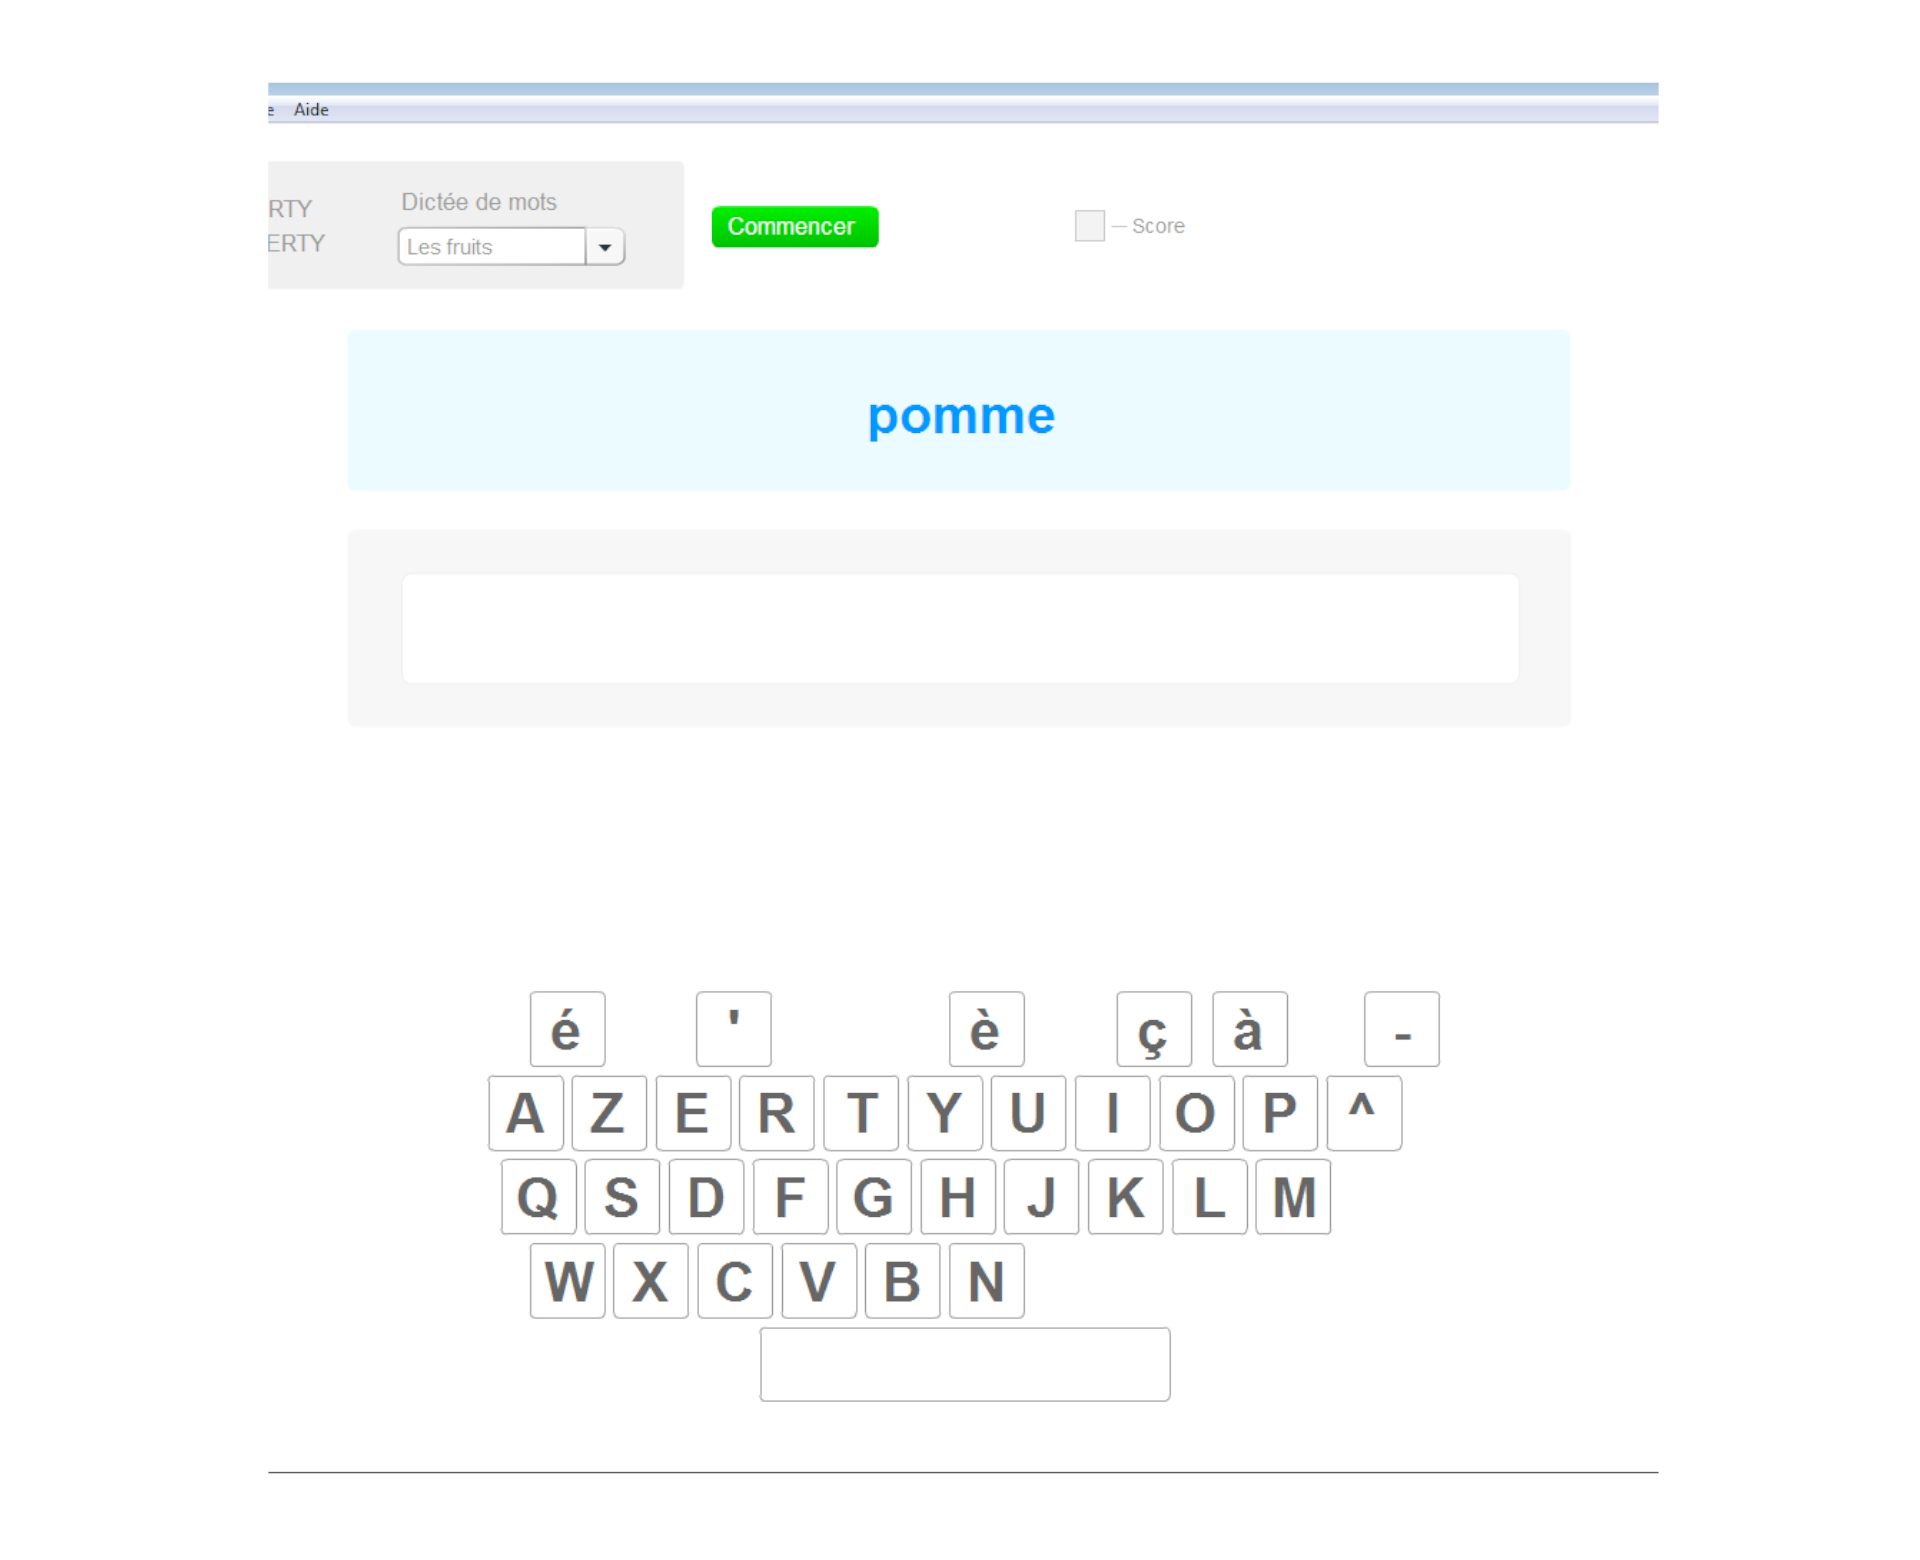 e Aide
RTY
ERTY
Dictée de mots
Les fruits
Commencer
— Score
pomme
é ' è ç à -
A Z E R T Y U I O P ^
Q S D F G H J K L M
W X C V B N